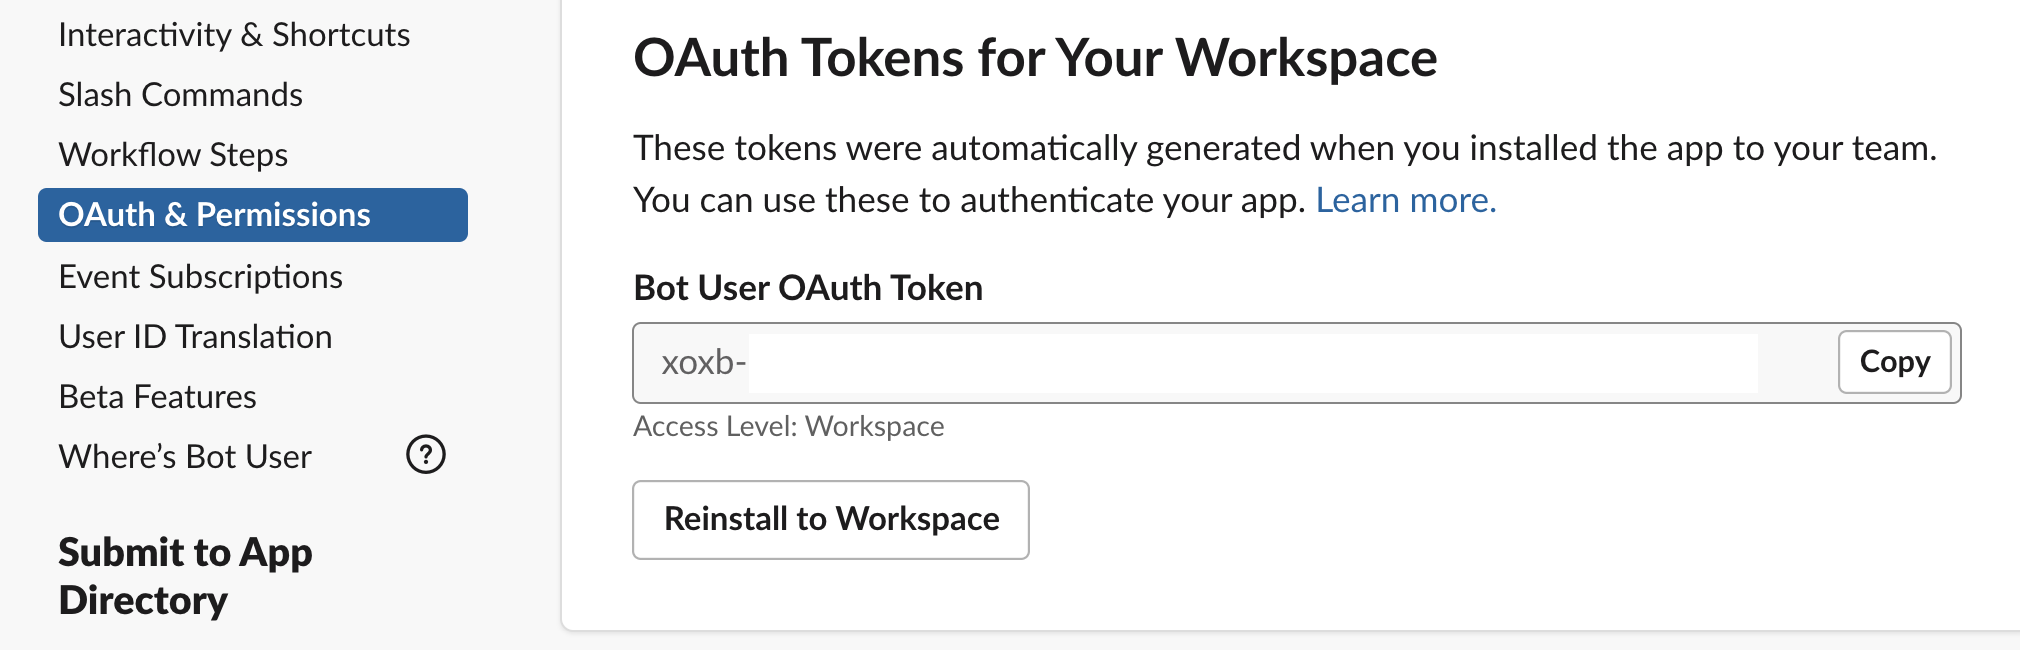 Interactivity & Shortcuts
Slash Commands
Workflow Steps
OAuth & Permissions
Event Subscriptions
User ID Translation
Beta Features
Where’s Bot User ?
Submit to App
Directory
OAuth Tokens for Your Workspace
These tokens were automatically generated when you installed the app to your team.
You can use these to authenticate your app. Learn more.
Bot User OAuth Token
xoxb-
Copy
Access Level: Workspace
Reinstall to Workspace